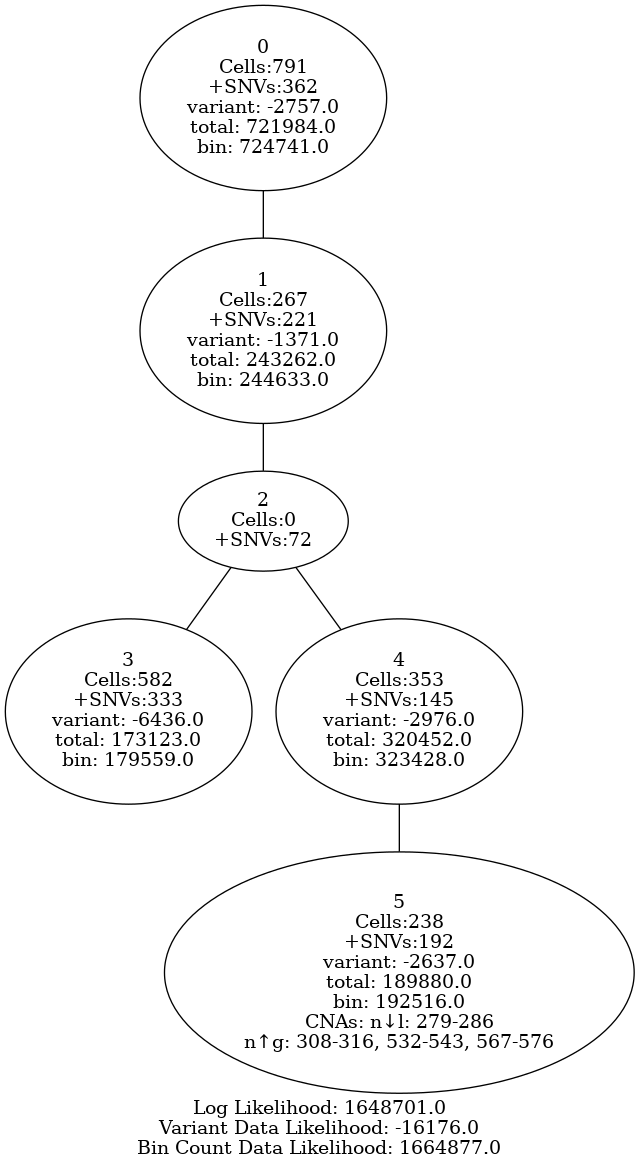 0
Cells:791
+SNVs:362
variant: -2757.0
total: 721984.0
bin: 724741.0
1
Cells:267
+SNVs:221
variant: -1371.0
total: 243262.0
bin: 244633.0
2
Cells:0
+SNVs:72
3
Cells:582
+SNVs:333
variant: -6436.0
total: 173123.0
bin: 179559.0
4
Cells:353
+SNVs:145
variant: -2976.0
total: 320452.0
bin: 323428.0
5
Cells:238
+SNVs:192
variant: -2637.0
total: 189880.0
bin: 192516.0
CNAs: n↓l: 279-286
n↑g: 308-316, 532-543, 567-576
Log Likelihood: 1648701.0
Variant Data Likelihood: -16176.0
Bin Count Data Likelihood: 1664877.0